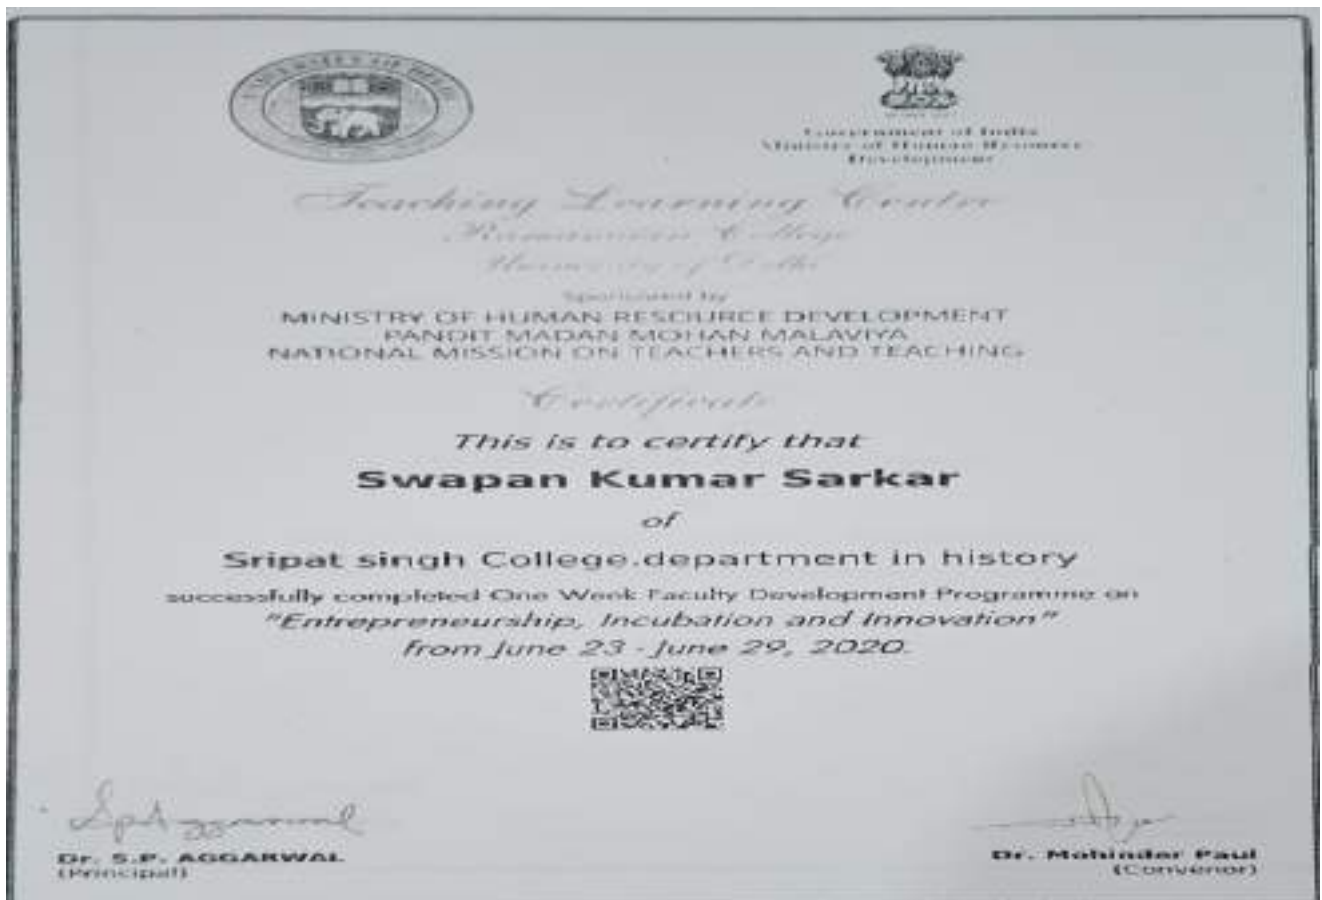 UNIVERSITY OF DELHI
Government of India
Ministry of Human Resource
Development
Teaching Learning Centre
Ramanujan College
University of Delhi
Sponsored by
MINISTRY OF HUMAN RESOURCE DEVELOPMENT
PANDIT MADAN MOHAN MALAVIYA
NATIONAL MISSION ON TEACHERS AND TEACHING
Certificate
This is to certify that
Swapan Kumar Sarkar
of
Sripat singh College.department in history
successfully completed One Week Faculty Development Programme on
"Entrepreneurship, Incubation and Innovation"
from June 23 - June 29, 2020.
Dr. S.P. AGGARWAL
(Principal)
Dr. Mohinder Paul
(Convenor)